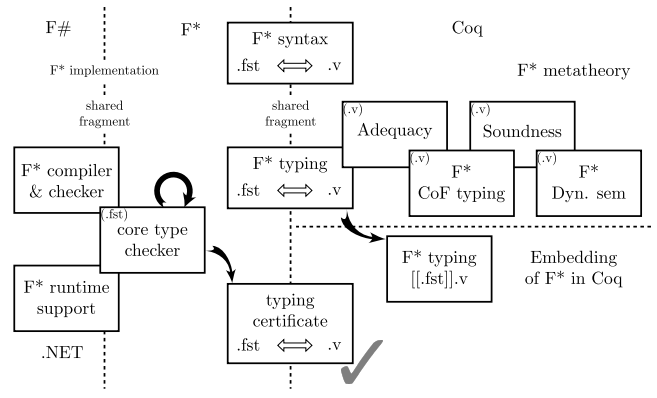 F#
F*
Coq
F* syntax
.fst ⟺ .v
F* implementation
F* metatheory
shared
fragment
shared
fragment
(.v)
Adequacy
(.v)
Soundness
F* compiler
& checker
F* typing
.fst ⟺ .v
(.v)
F*
CoF typing
(.v)
F*
Dyn. sem
(.fst)
core type
checker
F* typing
[[.fst]].v
Embedding
of F* in Coq
F* runtime
support
typing
certificate
.fst ⟺ .v
.NET